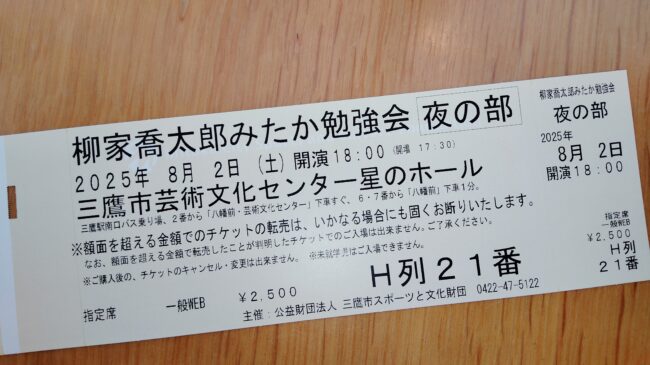 柳家喬太郎みたか勉強会 夜の部
2025年 8月 2日 (土) 開演18:00 (開場 17:30)
三鷹市芸術文化センター星のホール
三鷹駅南口バス乗り場、2番から「八幡前・芸術文化センター」下車すぐ、6・7番から「八幡前」下車1分。
※額面を超える金額でのチケットの転売は、いかなる場合にも固くお断りいたします。
なお、額面を超える金額で転売したことが判明したチケットでのご入場は出来ません。ご了承ください。
※ご購入後の、チケットのキャンセル・変更は出来ません。 ※未就学児はご入場できません。
H列21番
指定席 一般WEB ¥2,500
主催：公益財団法人 三鷹市スポーツと文化財団 0422-47-5122
柳家喬太郎みたか勉強会
夜の部
2025年
8月 2日
開演18:00
指定席
一般WEB
¥2,500
H列
21番